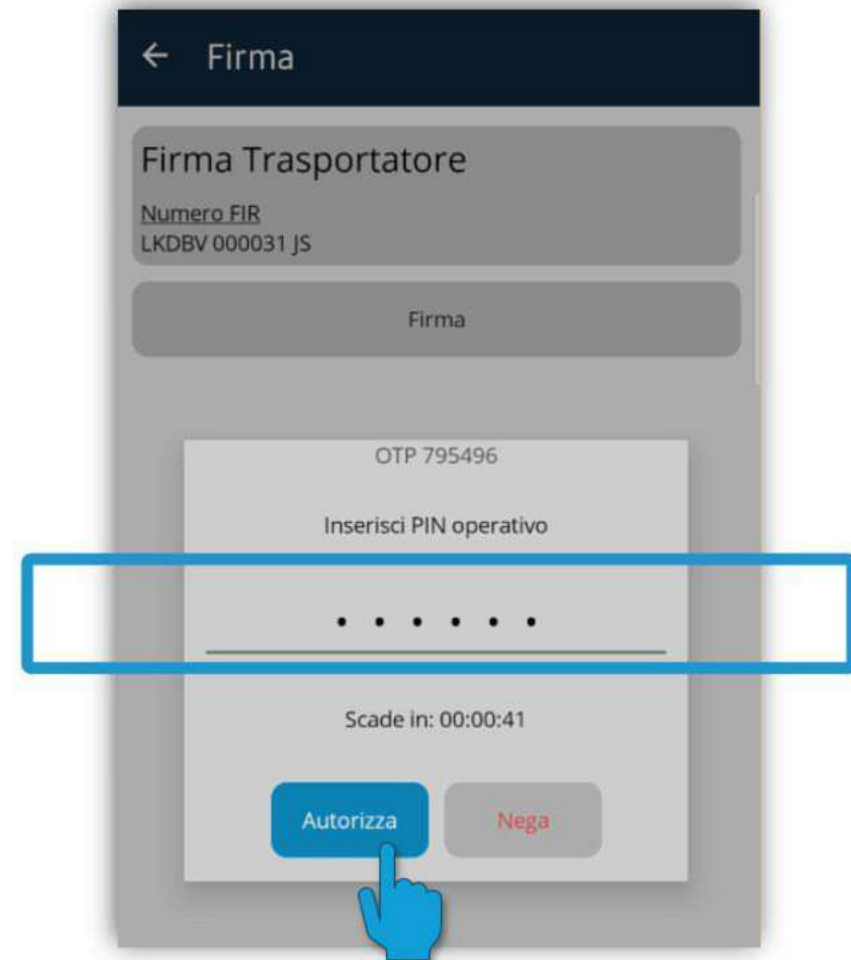 Firma
Firma Trasportatore
Numero FIR
LKDBV 000031 JS
Firma
OTP 795496
Inserisci PIN operativo
Scade in: 00:00:41
Autorizza
Nega